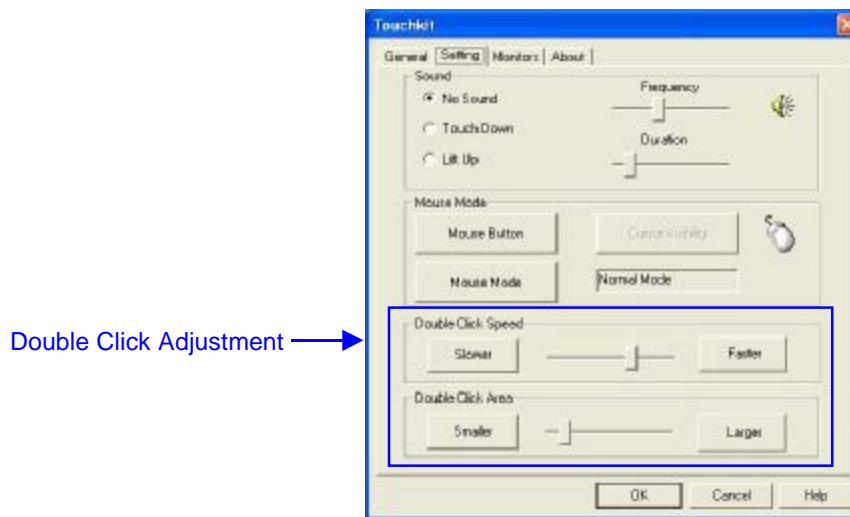 Touchkit
General Setting Monitors About
Sound
No Sound
Frequency
Touch Down
Duration
Lift Up
Mouse Mode
Mouse Button
Cursor Visibility
Mouse Mode
Normal Mode
Double Click Adjustment
Double Click Speed
Slower
Faster
Double Click Area
Smaller
Larger
OK Cancel Help